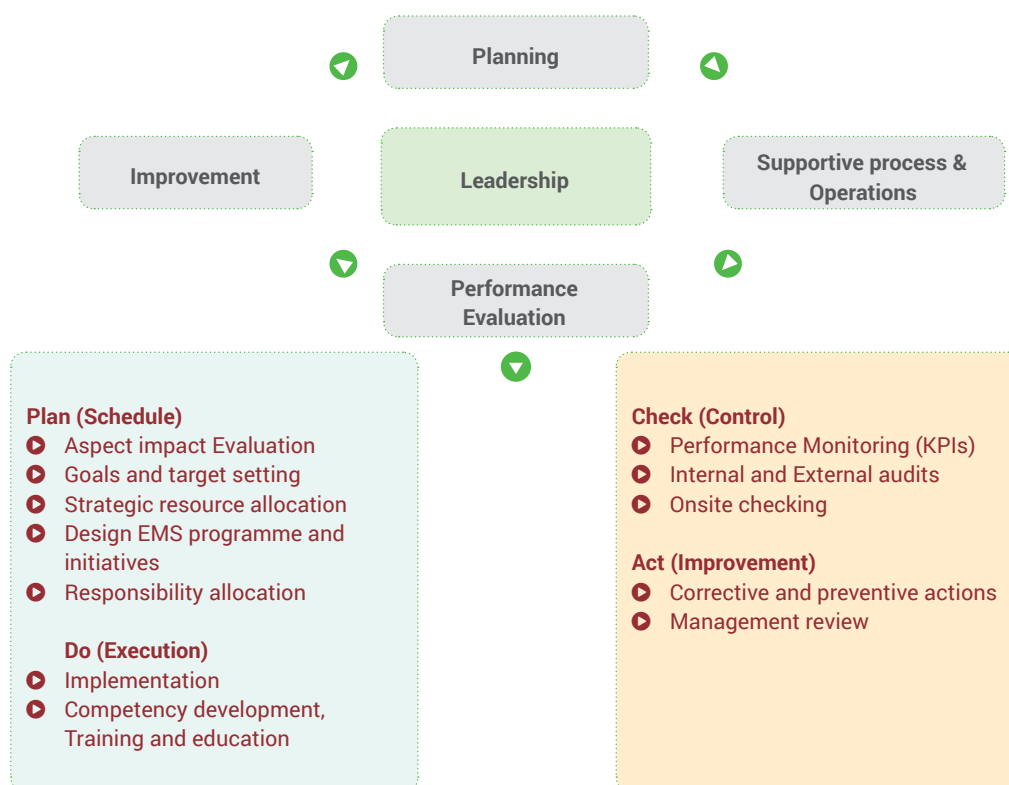 Planning
Improvement
Leadership
Supportive process &
Operations
Performance
Evaluation
Plan (Schedule)
Aspect impact Evaluation
Goals and target setting
Strategic resource allocation
Design EMS programme and
initiatives
Responsibility allocation
Do (Execution)
Implementation
Competency development,
Training and education
Check (Control)
Performance Monitoring (KPIs)
Internal and External audits
Onsite checking
Act (Improvement)
Corrective and preventive actions
Management review